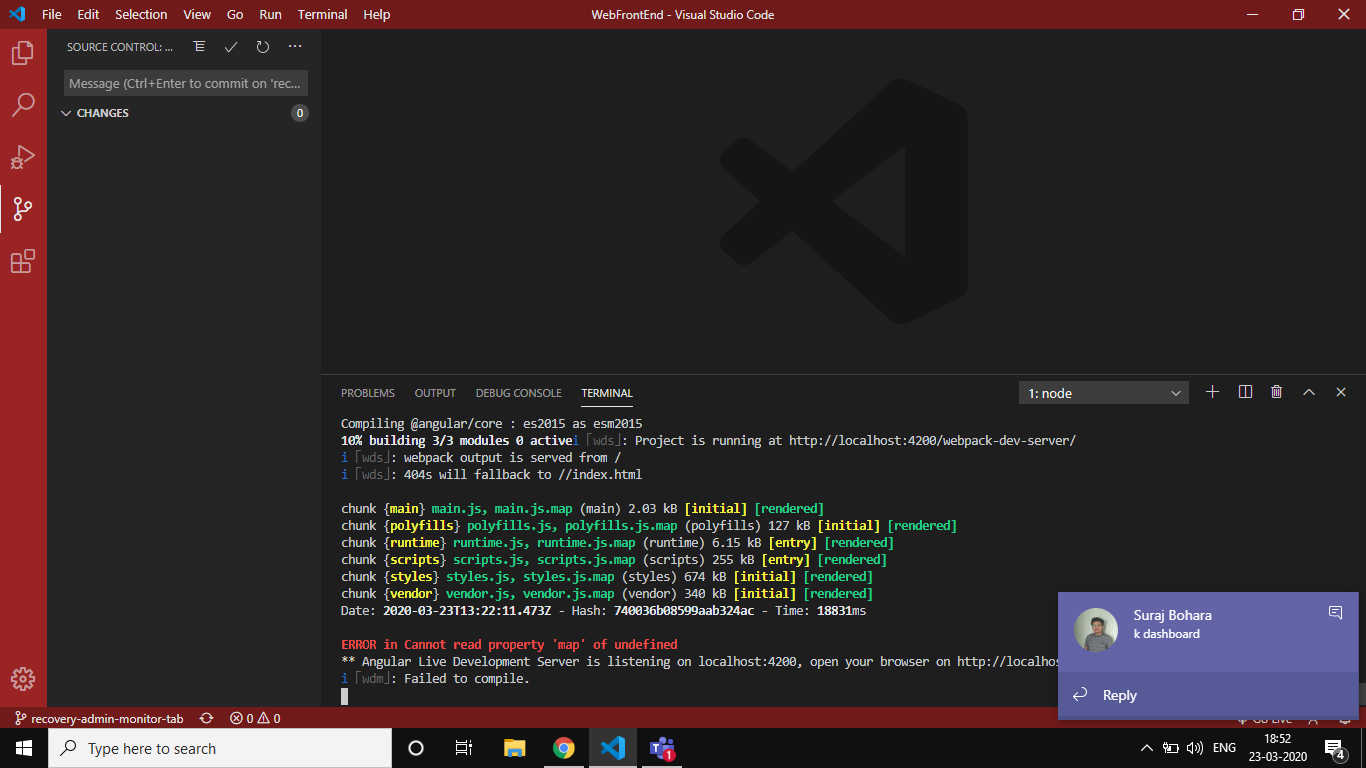 File Edit Selection View Go Run Terminal Help
WebFrontEnd - Visual Studio Code
SOURCE CONTROL: ...
Message (Ctrl+Enter to commit on 'rec...
CHANGES
0
PROBLEMS OUTPUT DEBUG CONSOLE TERMINAL
1: node
Compiling @angular/core : es2015 as esm2015
10% building 3/3 modules 0 activei ｢wds｣: Project is running at http://localhost:4200/webpack-dev-server/
i ｢wds｣: webpack output is served from /
i ｢wds｣: 404s will fallback to //index.html
chunk {main} main.js, main.js.map (main) 2.03 kB [initial] [rendered]
chunk {polyfills} polyfills.js, polyfills.js.map (polyfills) 127 kB [initial] [rendered]
chunk {runtime} runtime.js, runtime.js.map (runtime) 6.15 kB [entry] [rendered]
chunk {scripts} scripts.js, scripts.js.map (scripts) 255 kB [entry] [rendered]
chunk {styles} styles.js, styles.js.map (styles) 674 kB [initial] [rendered]
chunk {vendor} vendor.js, vendor.js.map (vendor) 340 kB [initial] [rendered]
Date: 2020-03-23T13:22:11.473Z - Hash: 740036b08599aab324ac - Time: 18831ms
ERROR in Cannot read property 'map' of undefined
** Angular Live Development Server is listening on localhost:4200, open your browser on http://localhos
i ｢wdm｣: Failed to compile.
Suraj Bohara
k dashboard
Reply
recovery-admin-monitor-tab
0 0
Go Live
Type here to search
1
ENG
18:52
23-03-2020
4